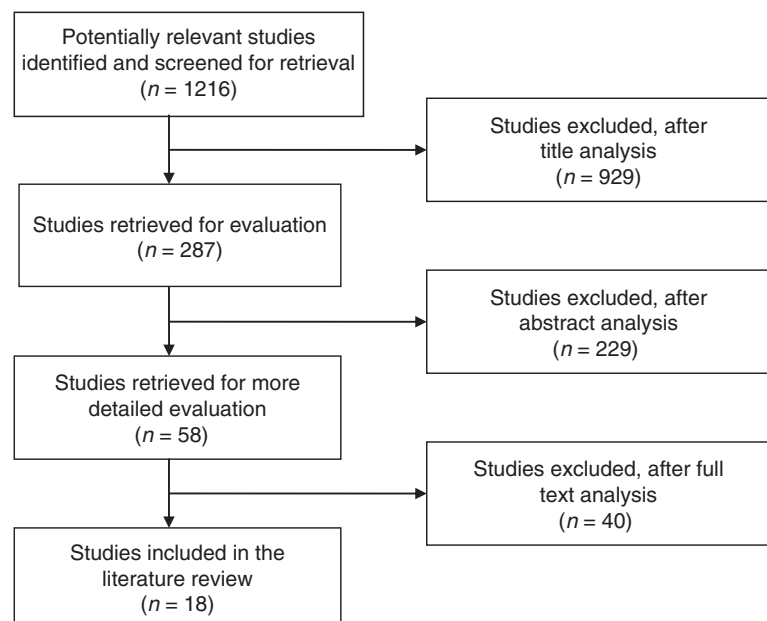 Potentially relevant studies
identified and screened for retrieval
(n = 1216)
Studies excluded, after
title analysis
(n = 929)
Studies retrieved for evaluation
(n = 287)
Studies excluded, after
abstract analysis
(n = 229)
Studies retrieved for more
detailed evaluation
(n = 58)
Studies excluded, after full
text analysis
(n = 40)
Studies included in the
literature review
(n = 18)